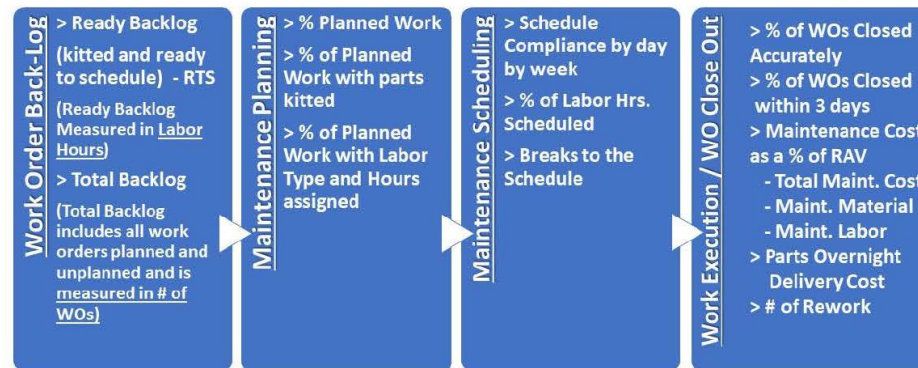 Work Order Back-Log
> Ready Backlog
(kitted and ready
to schedule) - RTS
(Ready Backlog
Measured in Labor
Hours)
> Total Backlog
(Total Backlog
includes all work
orders planned and
unplanned and is
measured in # of
WOs)
Maintenance Planning
> % Planned Work
> % of Planned
Work with parts
kitted
> % of Planned
Work with Labor
Type and Hours
assigned
Maintenance Scheduling
> Schedule
Compliance by day
by week
> % of Labor Hrs.
Scheduled
> Breaks to the
Schedule
Work Execution / WO Close Out
> % of WOs Closed
Accurately
> % of WOs Closed
within 3 days
> Maintenance Cost
as a % of RAV
- Total Maint. Cost
- Maint. Material
- Maint. Labor
> Parts Overnight
Delivery Cost
> # of Rework